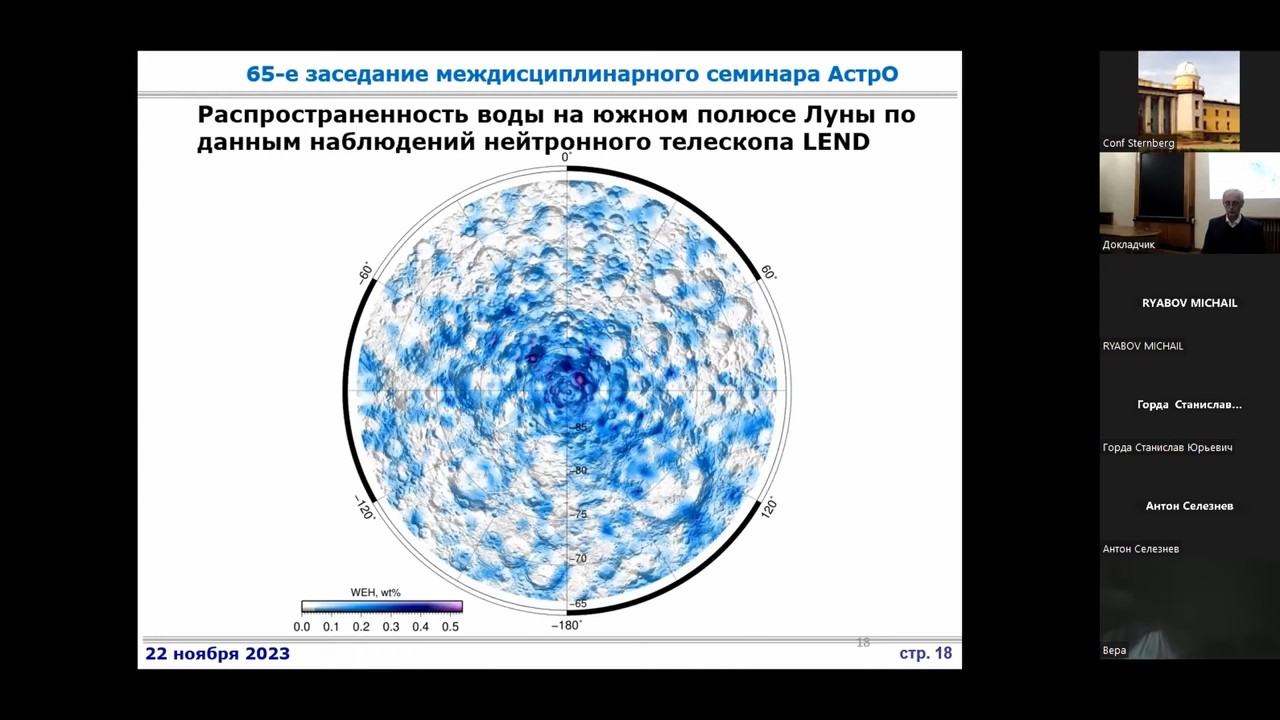 65-е заседание междисциплинарного семинара АстрО
Распространенность воды на южном полюсе Луны по
данным наблюдений нейтронного телескопа LEND
0°
-60°
60°
-120°
120°
-85
-80
-75
-70
-65
-180°
WEH, wt%
0.0 0.1 0.2 0.3 0.4 0.5
18
22 ноября 2023
стр. 18
Conf Sternberg
Докладчик
RYABOV MICHAIL
RYABOV MICHAIL
Горда Станислав...
Горда Станислав Юрьевич
Антон Селезнев
Антон Селезнев
Вера